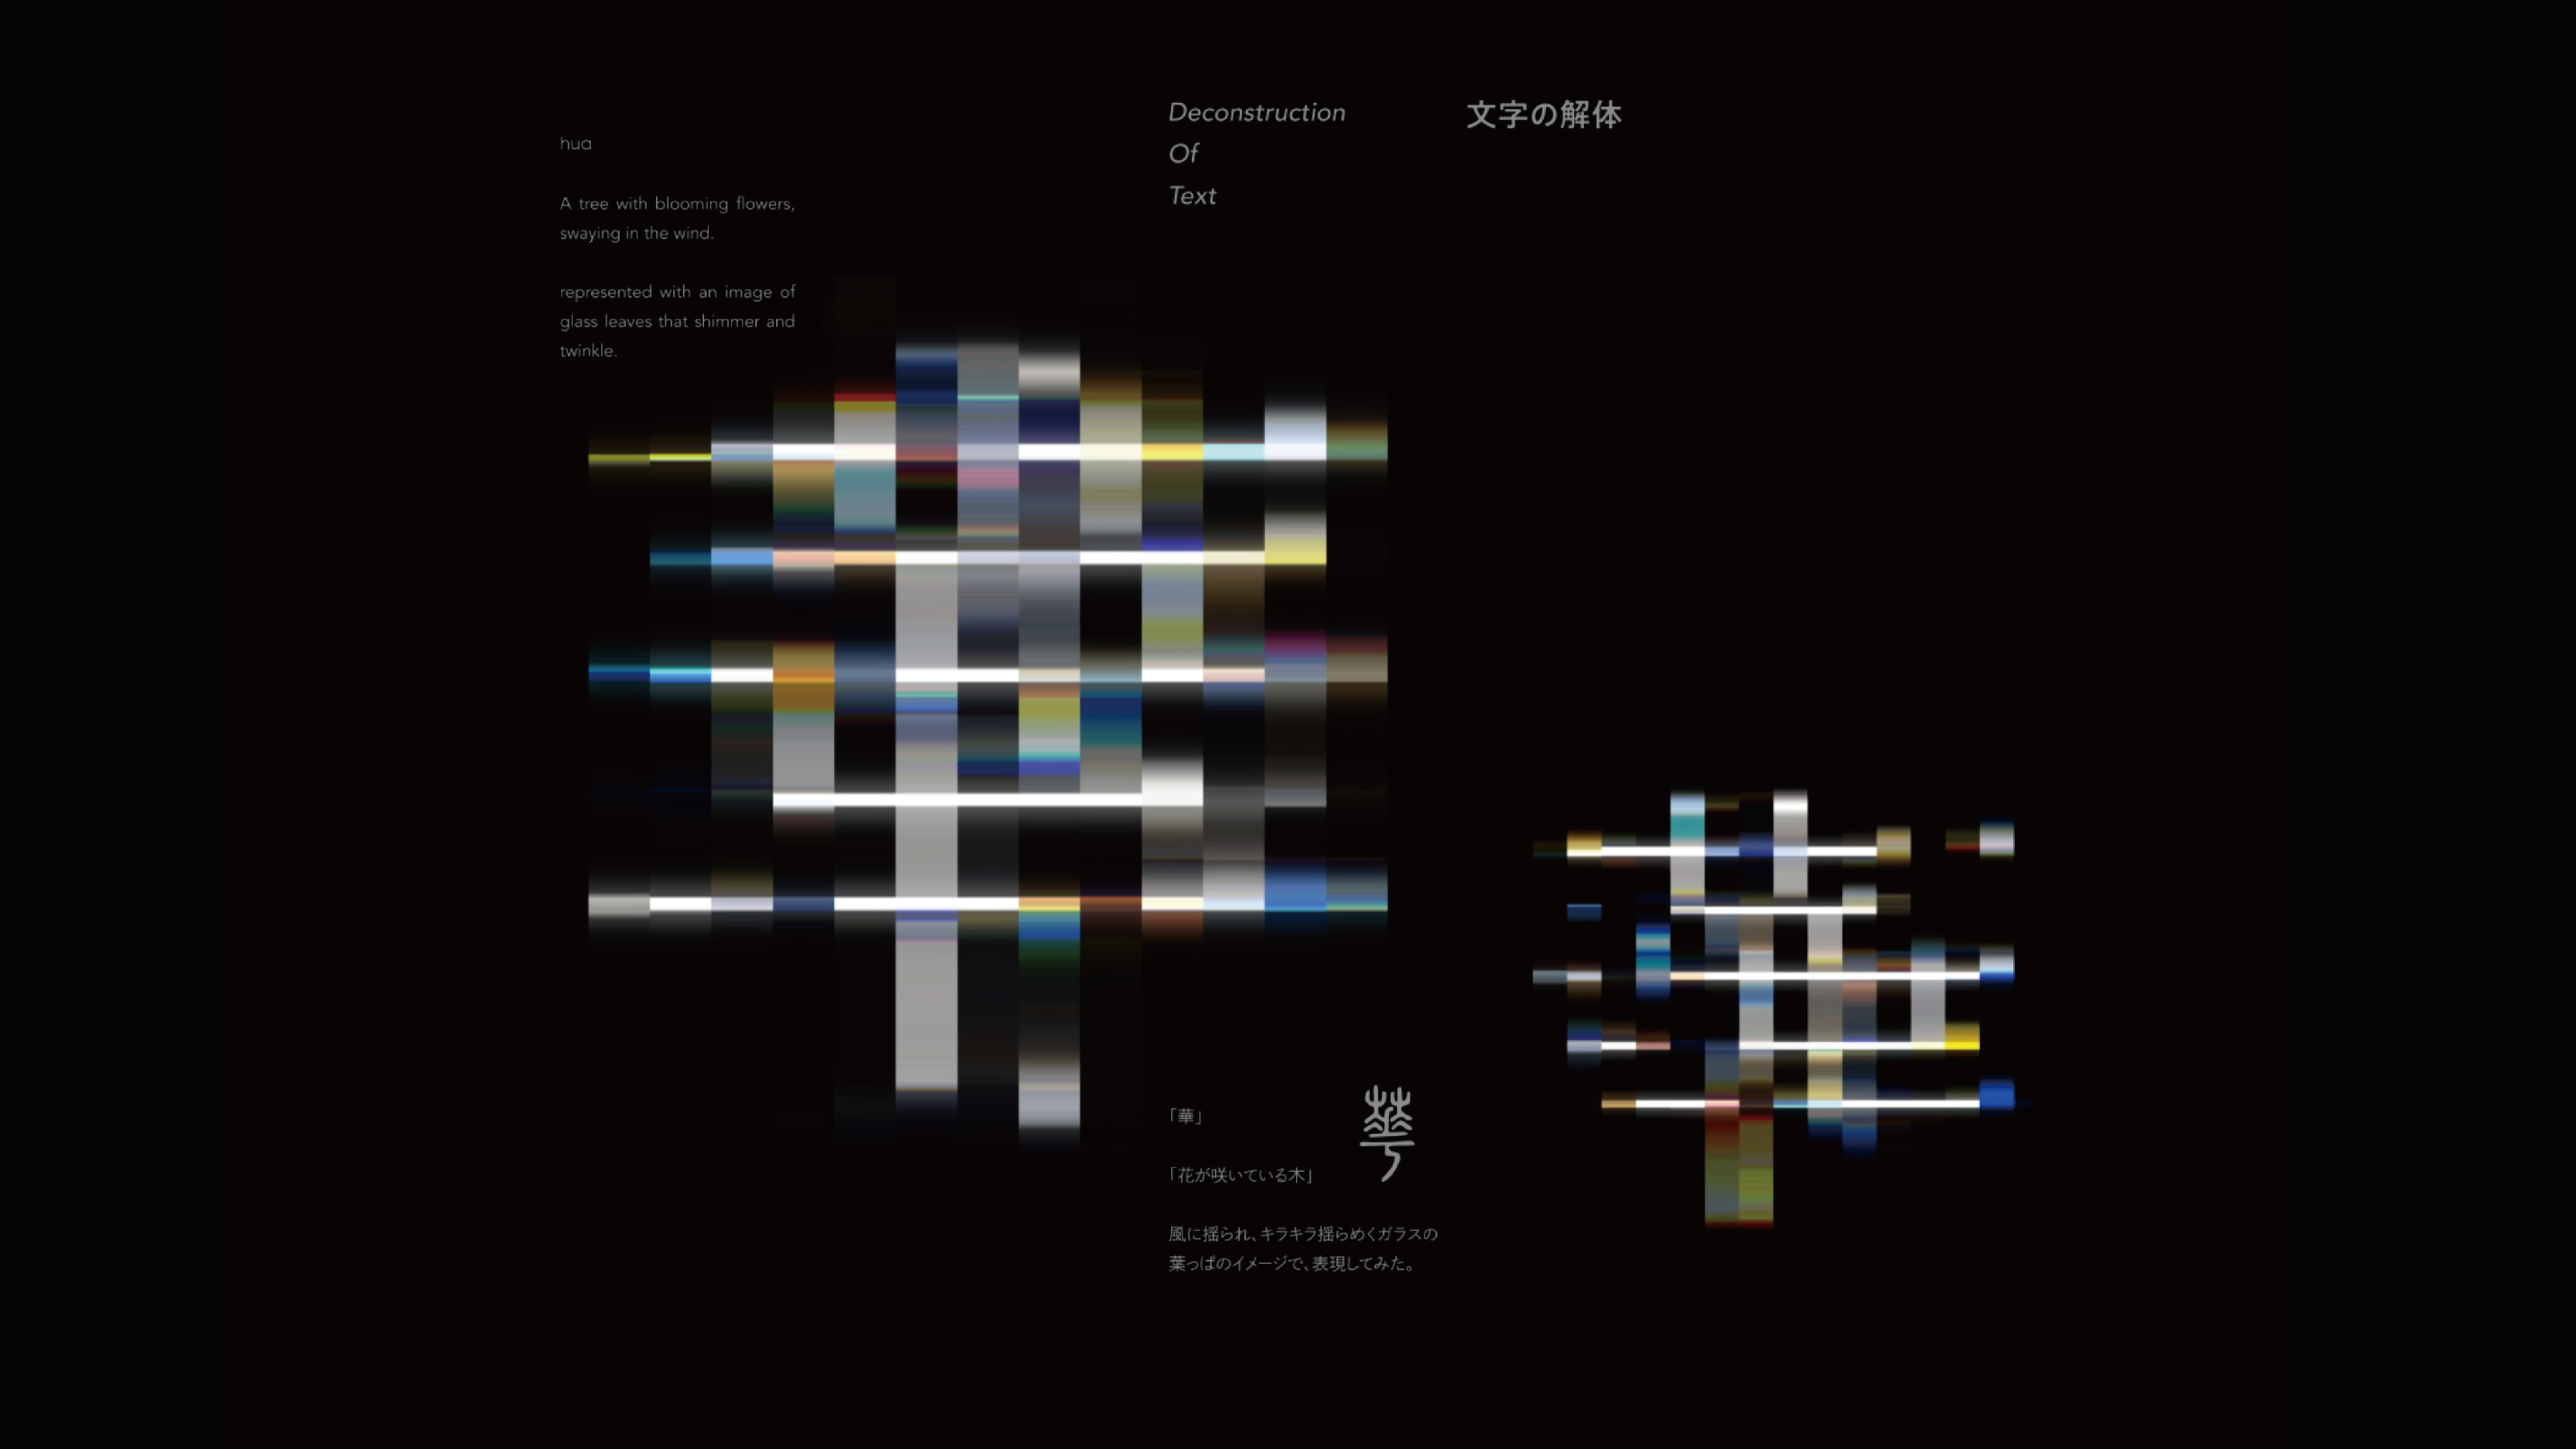 hua
A tree with blooming flowers,
swaying in the wind.
represented with an image of
glass leaves that shimmer and
twinkle.
Deconstruction
Of
Text
文字の解体
「華」
「花が咲いている木」
風に揺られ、キラキラ揺らめくガラスの
葉っぱのイメージで、表現してみた。
華